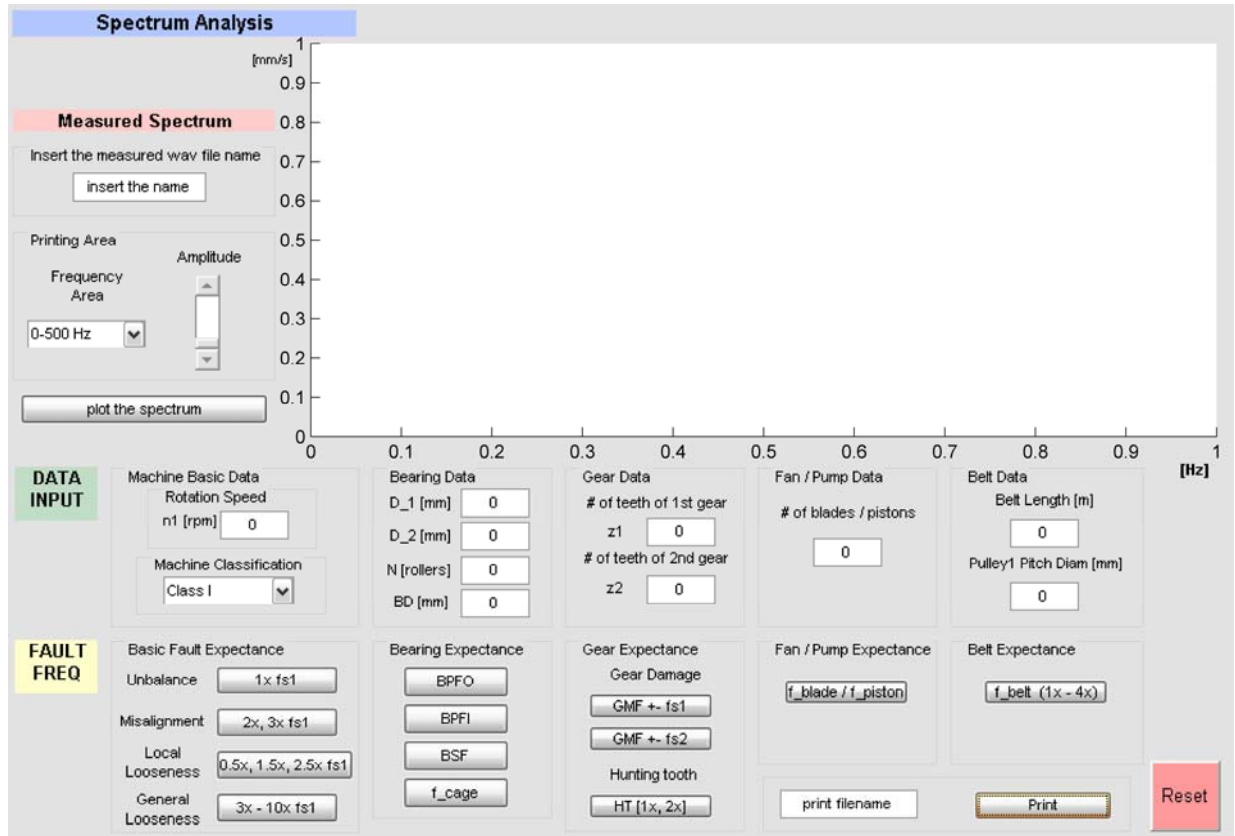 Spectrum Analysis
[mm/s]
1
0.9
0.8
0.7
0.6
0.5
0.4
0.3
0.2
0.1
0
0 0.1 0.2 0.3 0.4 0.5 0.6 0.7 0.8 0.9 1
[Hz]
Measured Spectrum
Insert the measured wav file name
insert the name
Printing Area
Frequency
Area
0-500 Hz
Amplitude
plot the spectrum
DATA
INPUT
Machine Basic Data
Rotation Speed
n1 [rpm] 0
Machine Classification
Class I
Bearing Data
D_1 [mm] 0
D_2 [mm] 0
N [rollers] 0
BD [mm] 0
Gear Data
# of teeth of 1st gear
z1 0
# of teeth of 2nd gear
z2 0
Fan / Pump Data
# of blades / pistons
0
Belt Data
Belt Length [m]
0
Pulley1 Pitch Diam [mm]
0
FAULT
FREQ
Basic Fault Expectance
Unbalance 1x fs1
Misalignment 2x, 3x fs1
Local
Looseness 0.5x, 1.5x, 2.5x fs1
General
Looseness 3x - 10x fs1
Bearing Expectance
BPFO
BPFI
BSF
f_cage
Gear Expectance
Gear Damage
GMF +- fs1
GMF +- fs2
Hunting tooth
HT [1x, 2x]
Fan / Pump Expectance
f_blade / f_piston
Belt Expectance
f_belt (1x - 4x)
print filename
Print
Reset